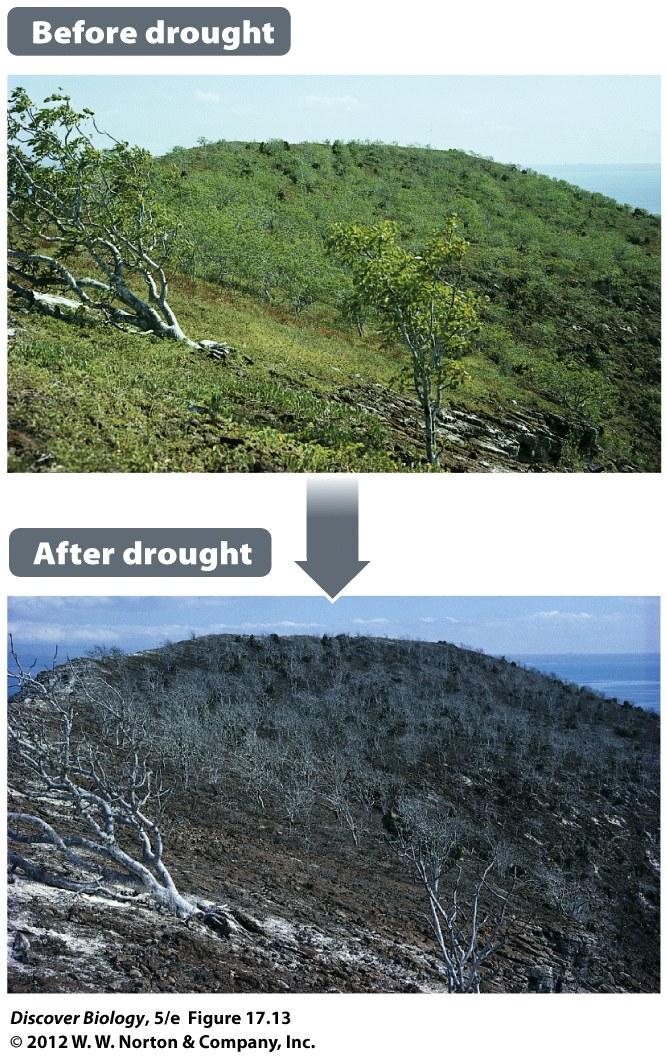 Before drought
After drought
Discover Biology, 5/e Figure 17.13
© 2012 W. W. Norton & Company, Inc.